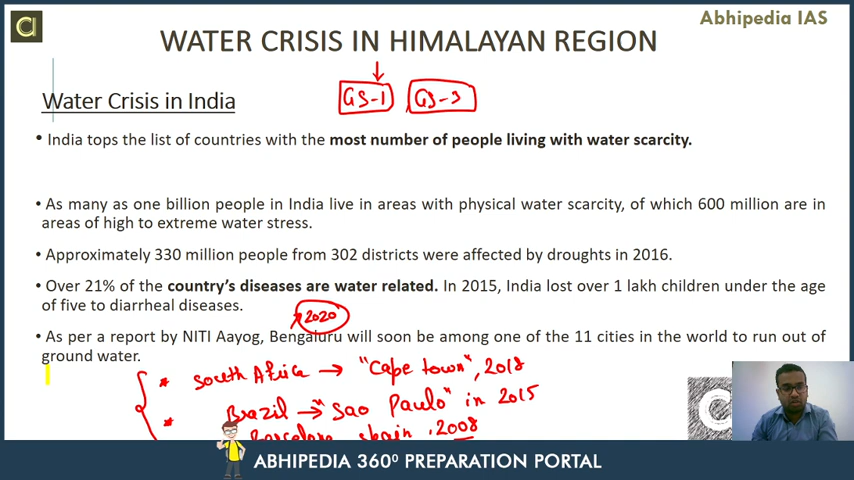 Abhipedia IAS
WATER CRISIS IN HIMALAYAN REGION
GS-1 GS-3
Water Crisis in India
• India tops the list of countries with the most number of people living with water scarcity.
• As many as one billion people in India live in areas with physical water scarcity, of which 600 million are in
areas of high to extreme water stress.
• Approximately 330 million people from 302 districts were affected by droughts in 2016.
• Over 21% of the country's diseases are water related. In 2015, India lost over 1 lakh children under the age
of five to diarrheal diseases.
2020
• As per a report by NITI Aayog, Bengaluru will soon be among one of the 11 cities in the world to run out of
ground water.
* South Africa → "Cape town", 2018
* Brazil → "Sao Paulo" in 2015
Barcelona spain, 2008
ABHIPEDIA 360⁰ PREPARATION PORTAL